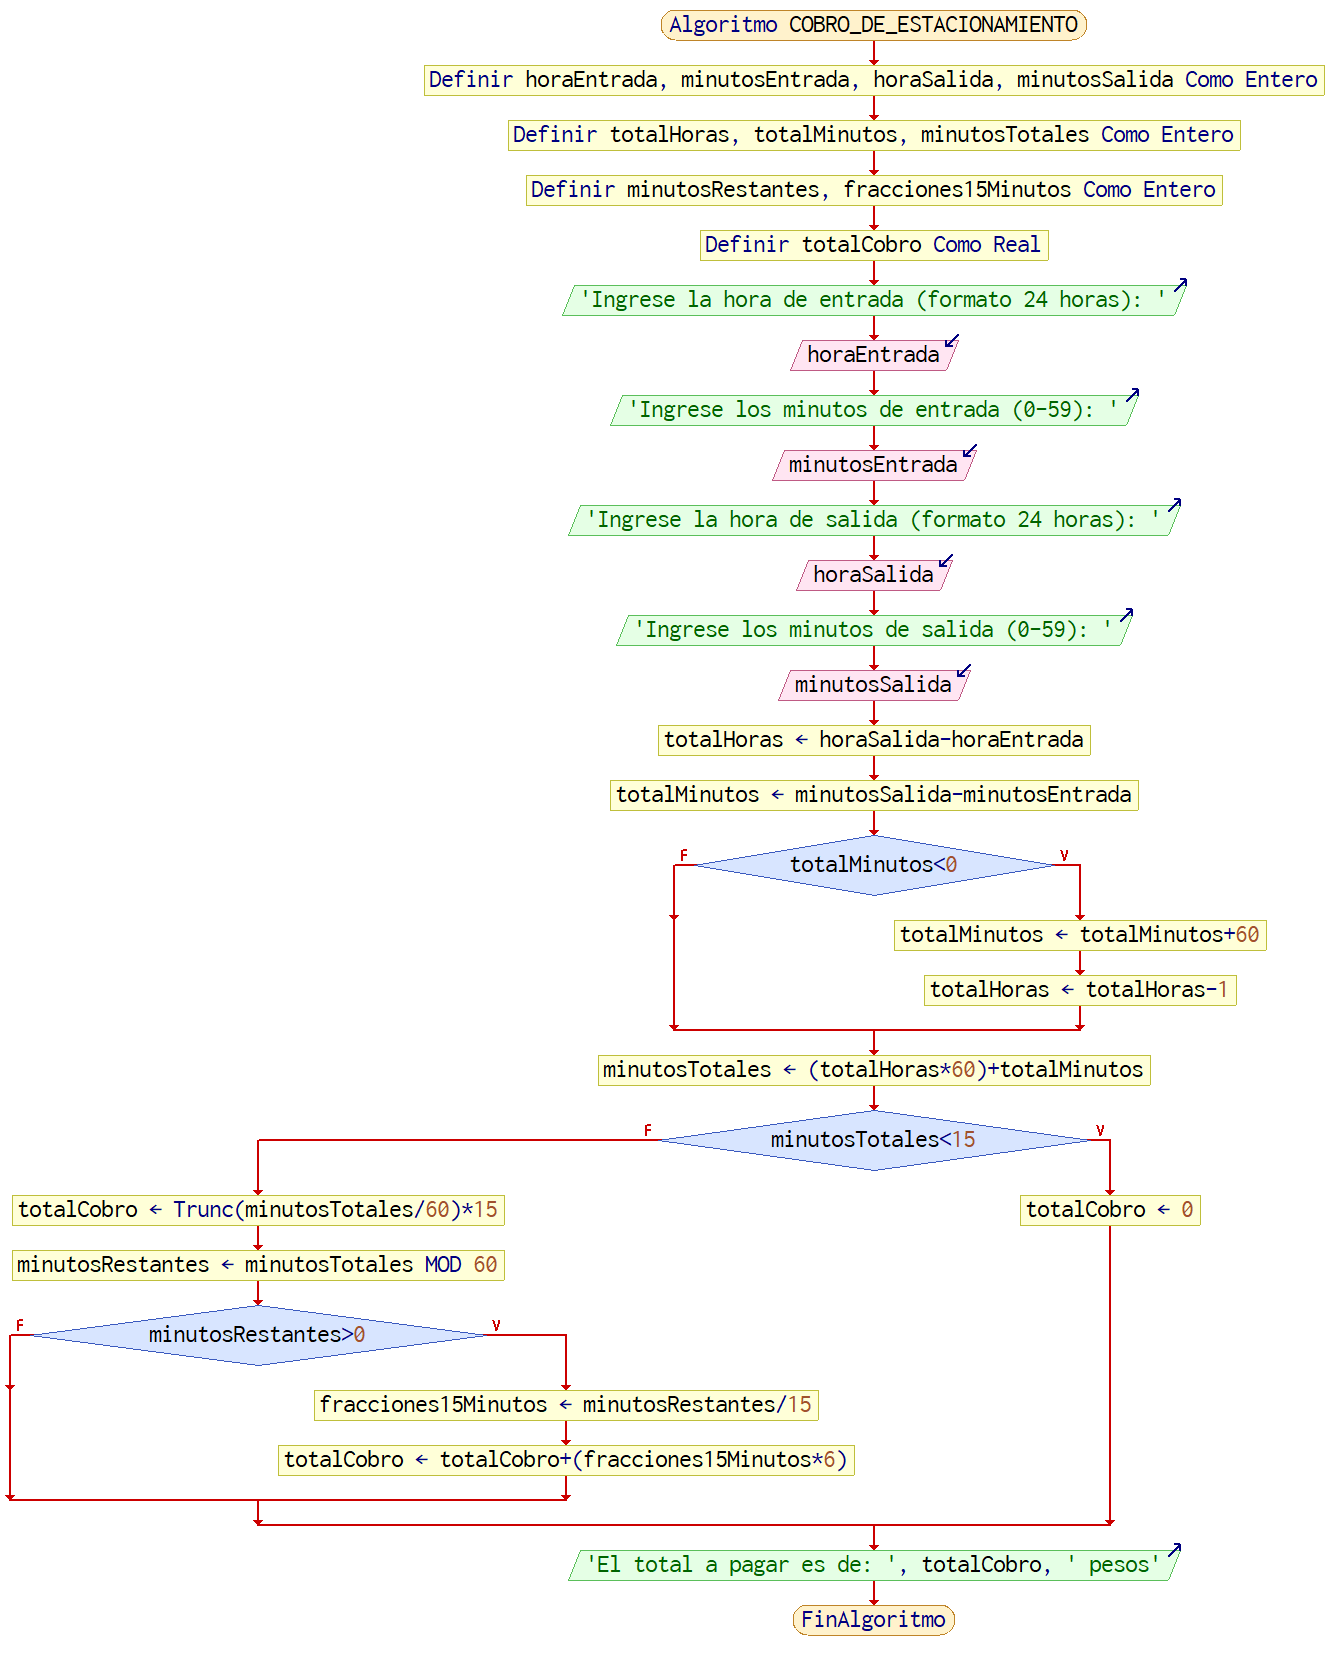 Algoritmo COBRO_DE_ESTACIONAMIENTO
Definir horaEntrada, minutosEntrada, horaSalida, minutosSalida Como Entero
Definir totalHoras, totalMinutos, minutosTotales Como Entero
Definir minutosRestantes, fracciones15Minutos Como Entero
Definir totalCobro Como Real
'Ingrese la hora de entrada (formato 24 horas): '
horaEntrada
'Ingrese los minutos de entrada (0-59): '
minutosEntrada
'Ingrese la hora de salida (formato 24 horas): '
horaSalida
'Ingrese los minutos de salida (0-59): '
minutosSalida
totalHoras ← horaSalida-horaEntrada
totalMinutos ← minutosSalida-minutosEntrada
F
totalMinutos<0
V
totalMinutos ← totalMinutos+60
totalHoras ← totalHoras-1
minutosTotales ← (totalHoras*60)+totalMinutos
F
minutosTotales<15
V
totalCobro ← Trunc(minutosTotales/60)*15
totalCobro ← 0
minutosRestantes ← minutosTotales MOD 60
F
minutosRestantes>0
V
fracciones15Minutos ← minutosRestantes/15
totalCobro ← totalCobro+(fracciones15Minutos*6)
'El total a pagar es de: ', totalCobro, ' pesos'
FinAlgoritmo